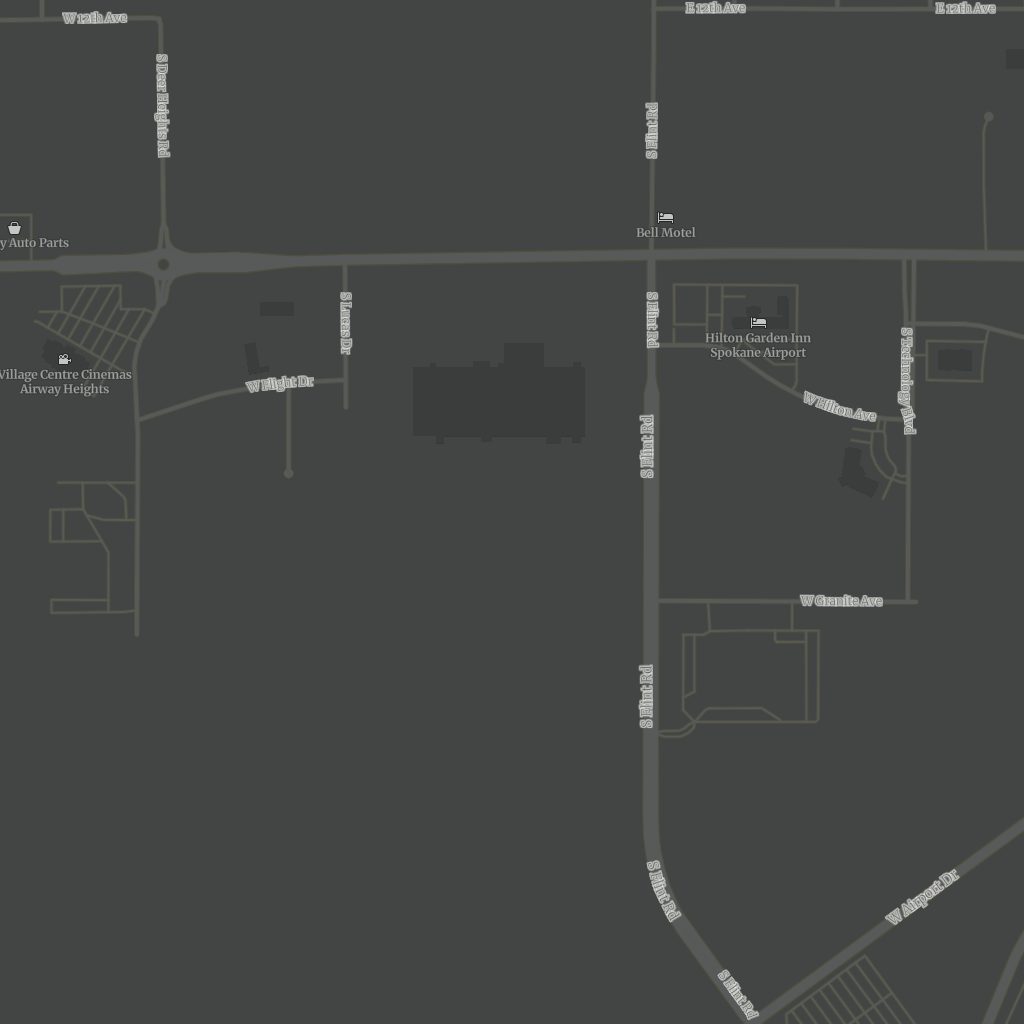 W 12th Ave
E 12th Ave
E 12th Ave
S Deer Heights Rd
S Flint Rd
y Auto Parts
Bell Motel
S Lucas Dr
S Flint Rd
Hilton Garden Inn
Spokane Airport
S Technology Blvd
Village Centre Cinemas
Airway Heights
W Flight Dr
W Hilton Ave
S Flint Rd
W Granite Ave
S Flint Rd
S Flint Rd
W Airport Dr
S Flint Rd